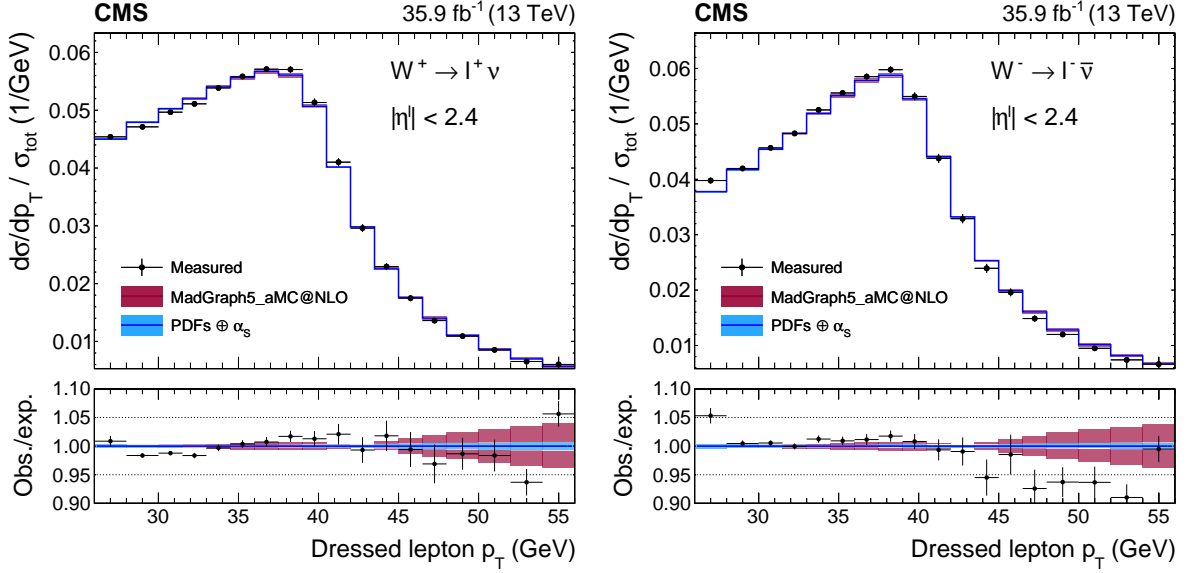 CMS 35.9 fb⁻¹ (13 TeV)
dσ/dp_T / σ_tot (1/GeV)
0.06
0.05
0.04
0.03
0.02
0.01
W⁺ → l⁺ ν
|ηˡ| < 2.4
Measured
MadGraph5_aMC@NLO
PDFs ⊕ α_S
Obs./exp.
1.10
1.05
1.00
0.95
0.90
30 35 40 45 50 55
Dressed lepton p_T (GeV)
CMS 35.9 fb⁻¹ (13 TeV)
dσ/dp_T / σ_tot (1/GeV)
0.06
0.05
0.04
0.03
0.02
0.01
W⁻ → l⁻ ν̄
|ηˡ| < 2.4
Measured
MadGraph5_aMC@NLO
PDFs ⊕ α_S
Obs./exp.
1.10
1.05
1.00
0.95
0.90
30 35 40 45 50 55
Dressed lepton p_T (GeV)